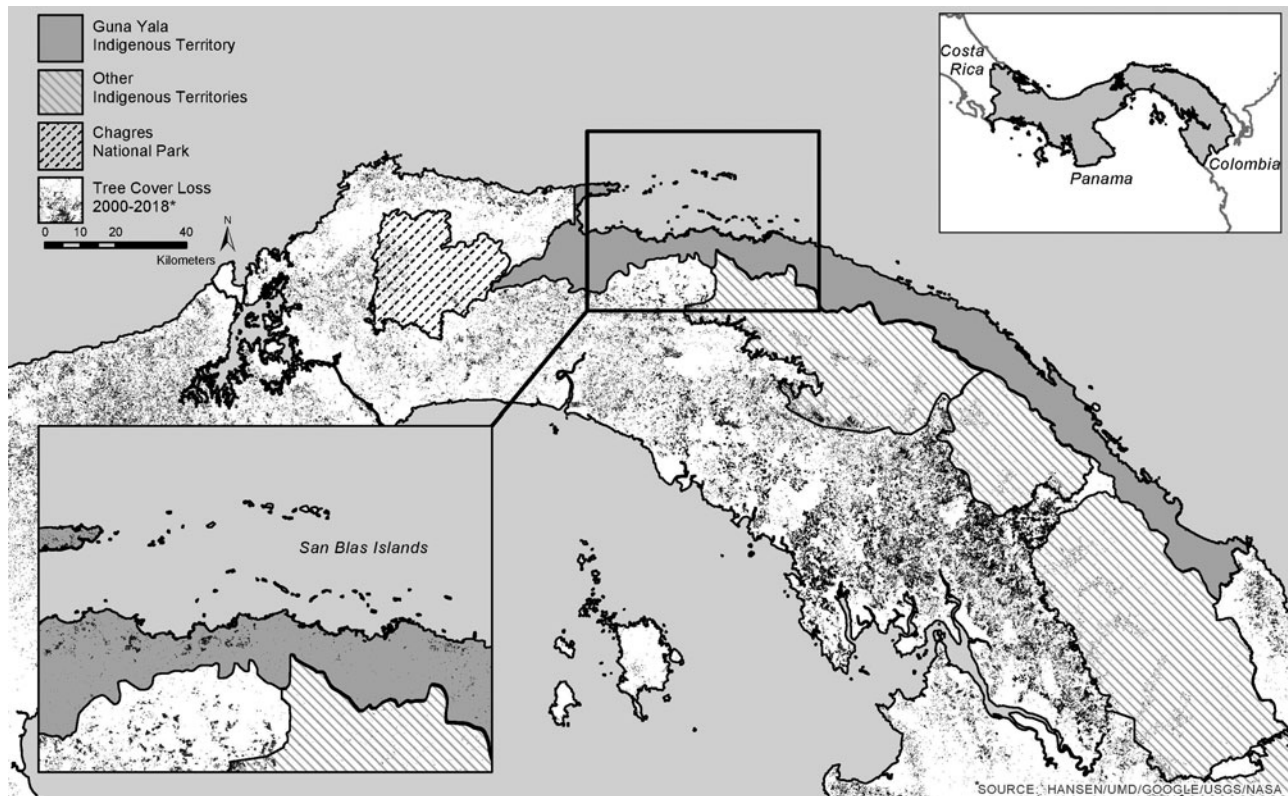 Guna Yala
Indigenous Territory
Other
Indigenous Territories
Chagres
National Park
Tree Cover Loss
2000-2018*
N
0 20 40
Kilometers
Costa
Rica
Panama
Colombia
San Blas Islands
SOURCE: HANSEN/UMD/GOOGLE/USGS/NASA